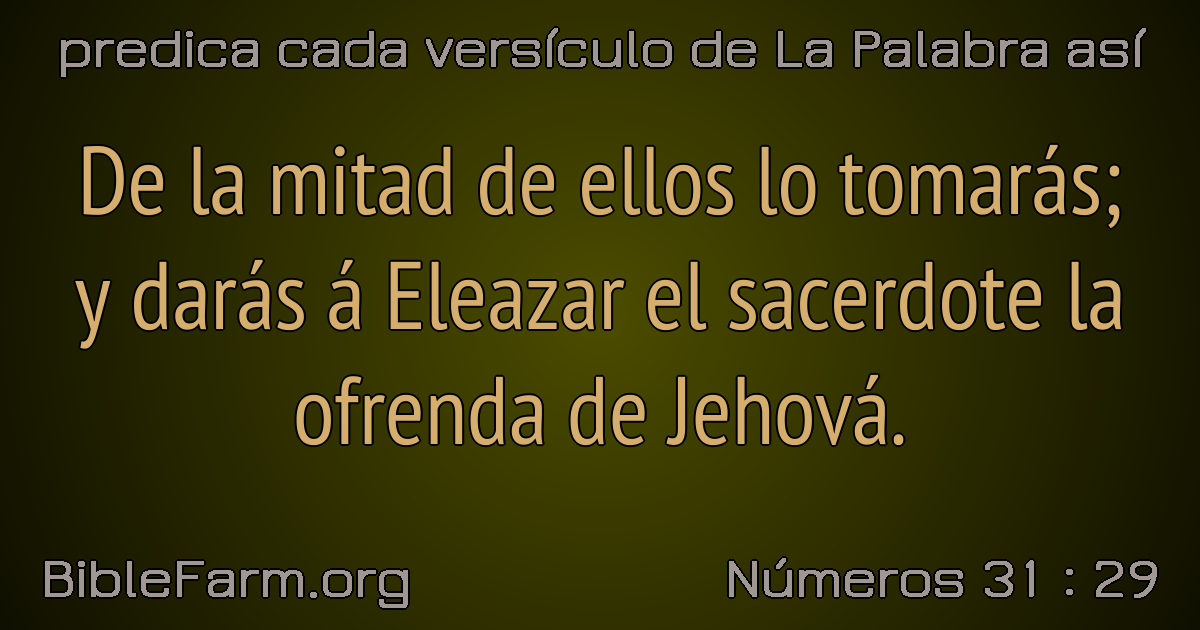 predica cada versículo de La Palabra así
De la mitad de ellos lo tomarás;
y darás á Eleazar el sacerdote la
ofrenda de Jehová.
BibleFarm.org
Números 31 : 29